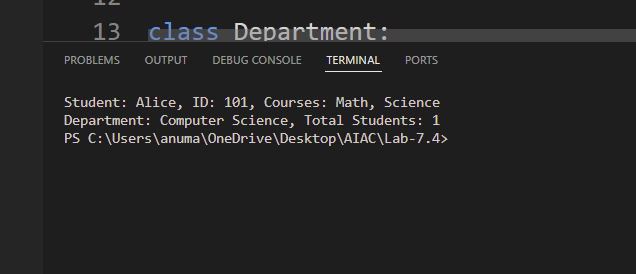 12
13 class Department:
PROBLEMS OUTPUT DEBUG CONSOLE TERMINAL PORTS
Student: Alice, ID: 101, Courses: Math, Science
Department: Computer Science, Total Students: 1
PS C:\Users\anuma\OneDrive\Desktop\AIAC\Lab-7.4>